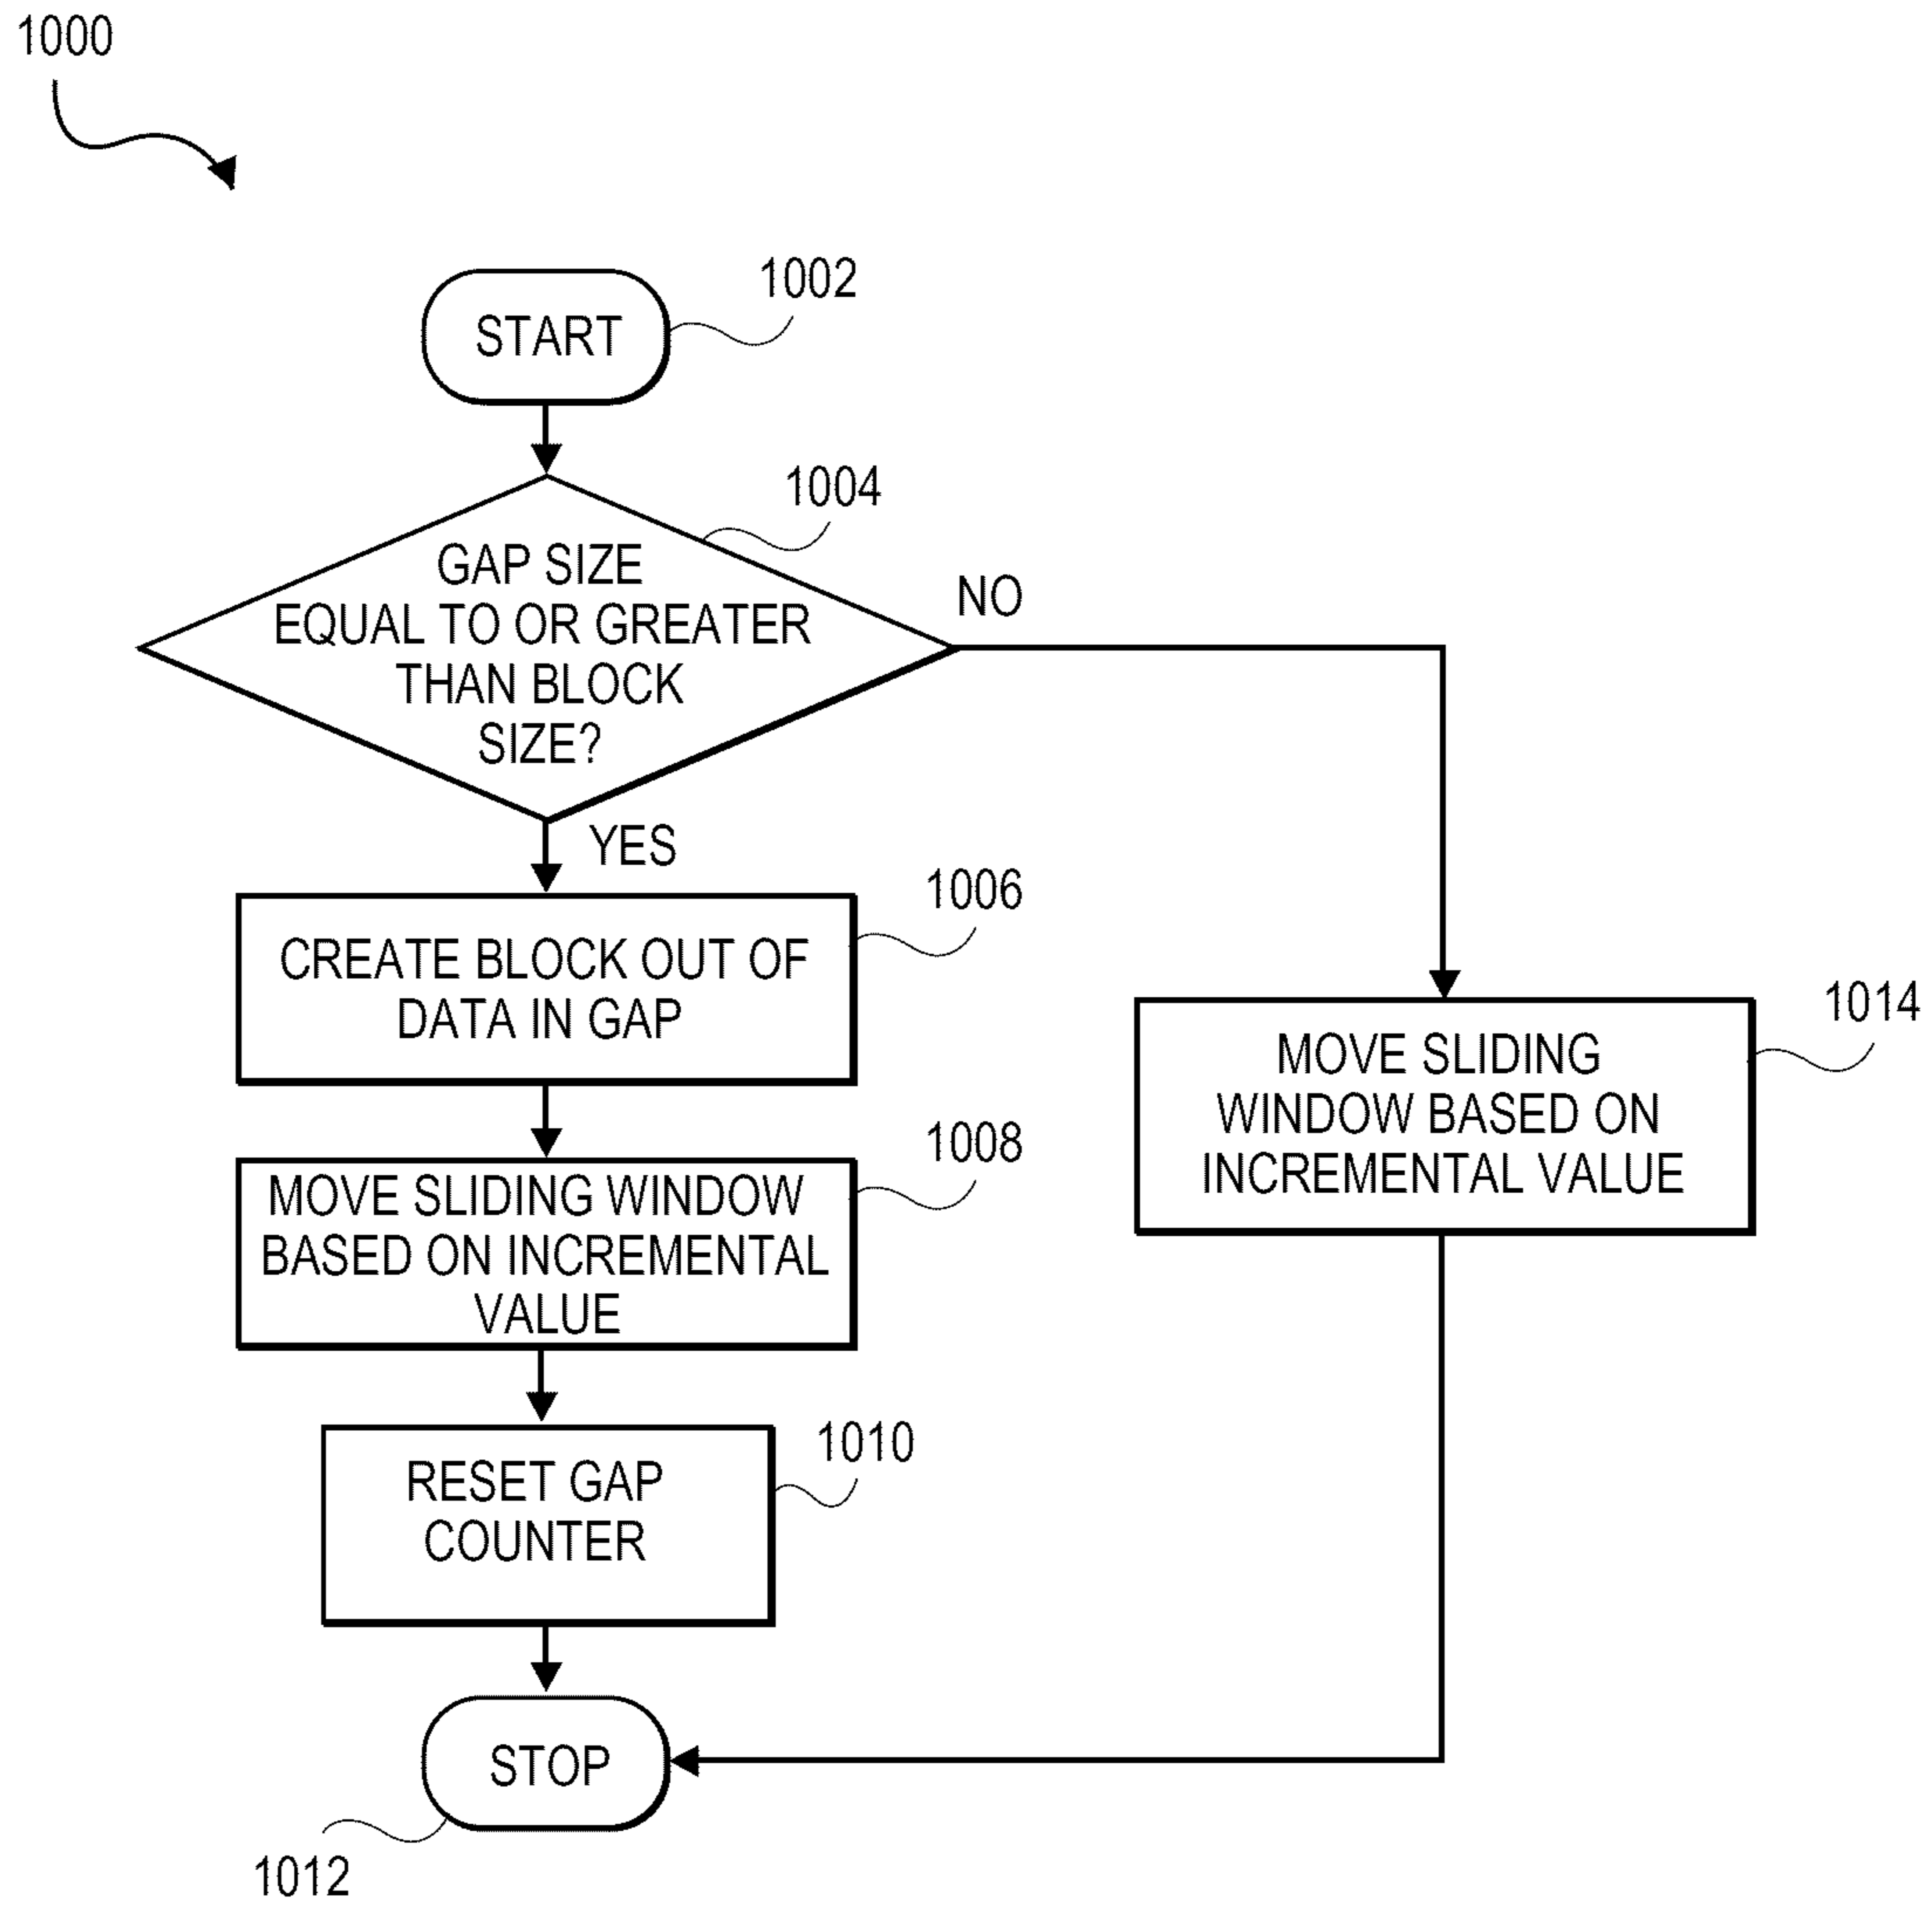 1000
1002
START
1004
GAP SIZE
EQUAL TO OR GREATER
THAN BLOCK
SIZE?
NO
YES
1006
CREATE BLOCK OUT OF
DATA IN GAP
1008
MOVE SLIDING WINDOW
BASED ON INCREMENTAL
VALUE
1014
MOVE SLIDING
WINDOW BASED ON
INCREMENTAL VALUE
1010
RESET GAP
COUNTER
STOP
1012